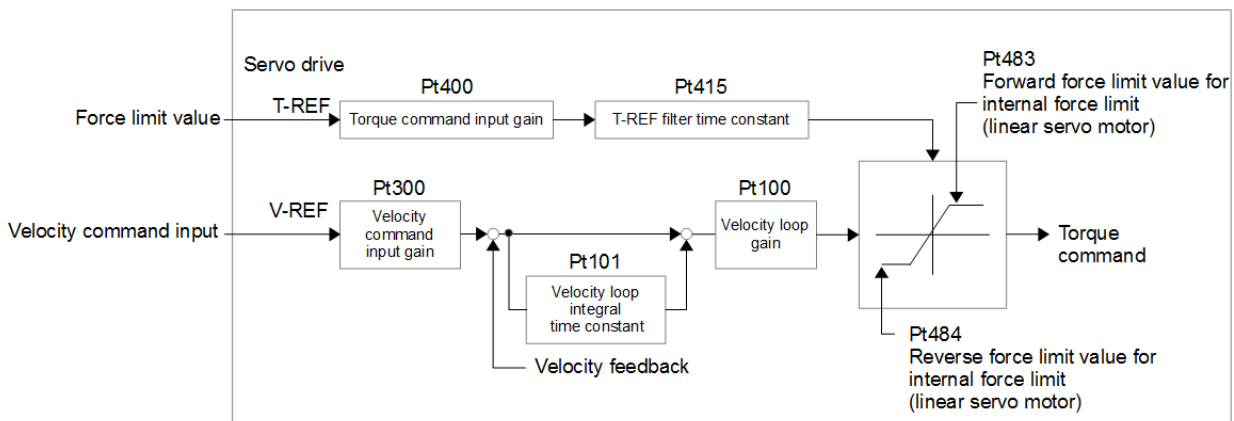 Servo drive
Pt400
Pt415
Pt483
Forward force limit value for
internal force limit
(linear servo motor)
Force limit value
T-REF
Torque command input gain
T-REF filter time constant
Pt300
Pt100
Velocity command input
V-REF
Velocity
command
input gain
Velocity loop
gain
Torque
command
Pt101
Velocity loop
integral
time constant
Velocity feedback
Pt484
Reverse force limit value for
internal force limit
(linear servo motor)